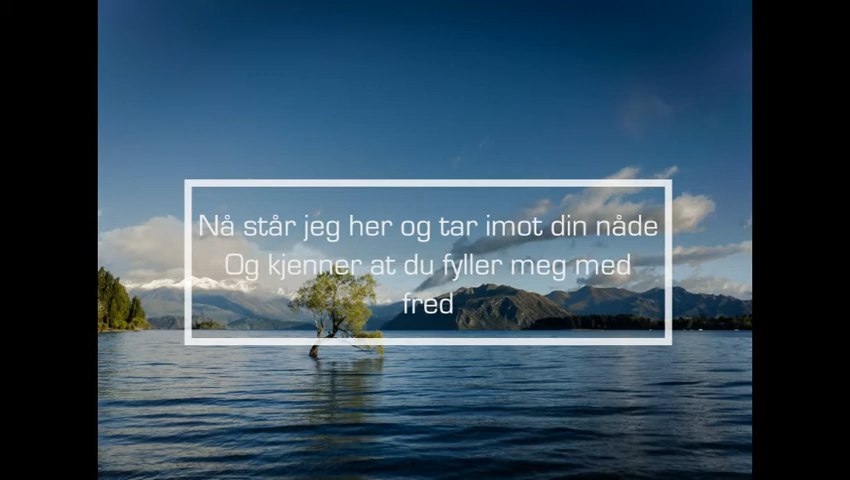 Nå står jeg her og tar imot din nåde
Og kjenner at du fyller meg med
fred